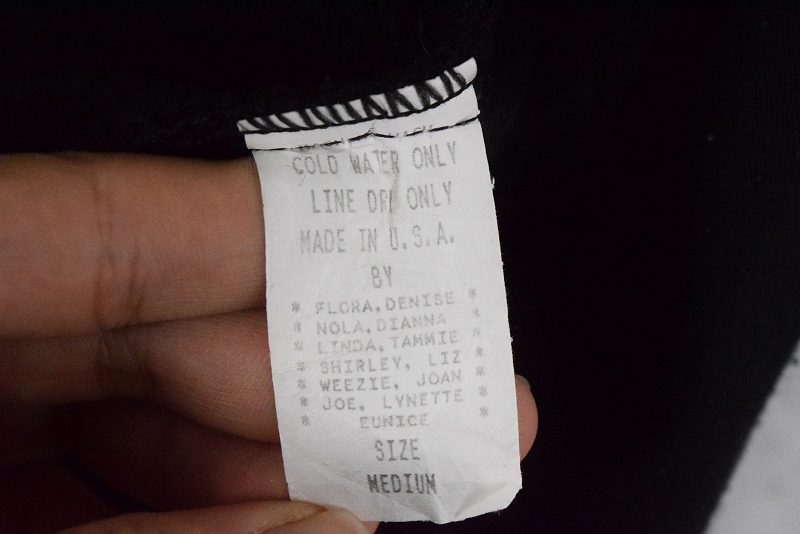 COLD WATER ONLY
LINE DRY ONLY
MADE IN U.S.A.
BY
* FLORA, DENISE *
* NOLA, DIANNA *
* LINDA, TAMMIE *
* SHIRLEY, LIZ *
* WEEZIE, JOAN *
* JOE, LYNETTE *
* EUNICE *
SIZE
MEDIUM